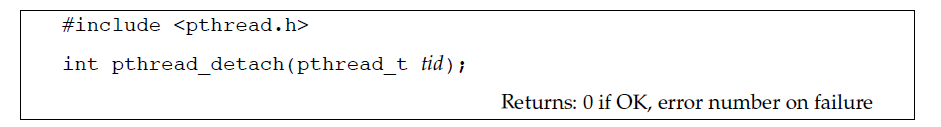 #include <pthread.h>
int pthread_detach(pthread_t tid);
Returns: 0 if OK, error number on failure